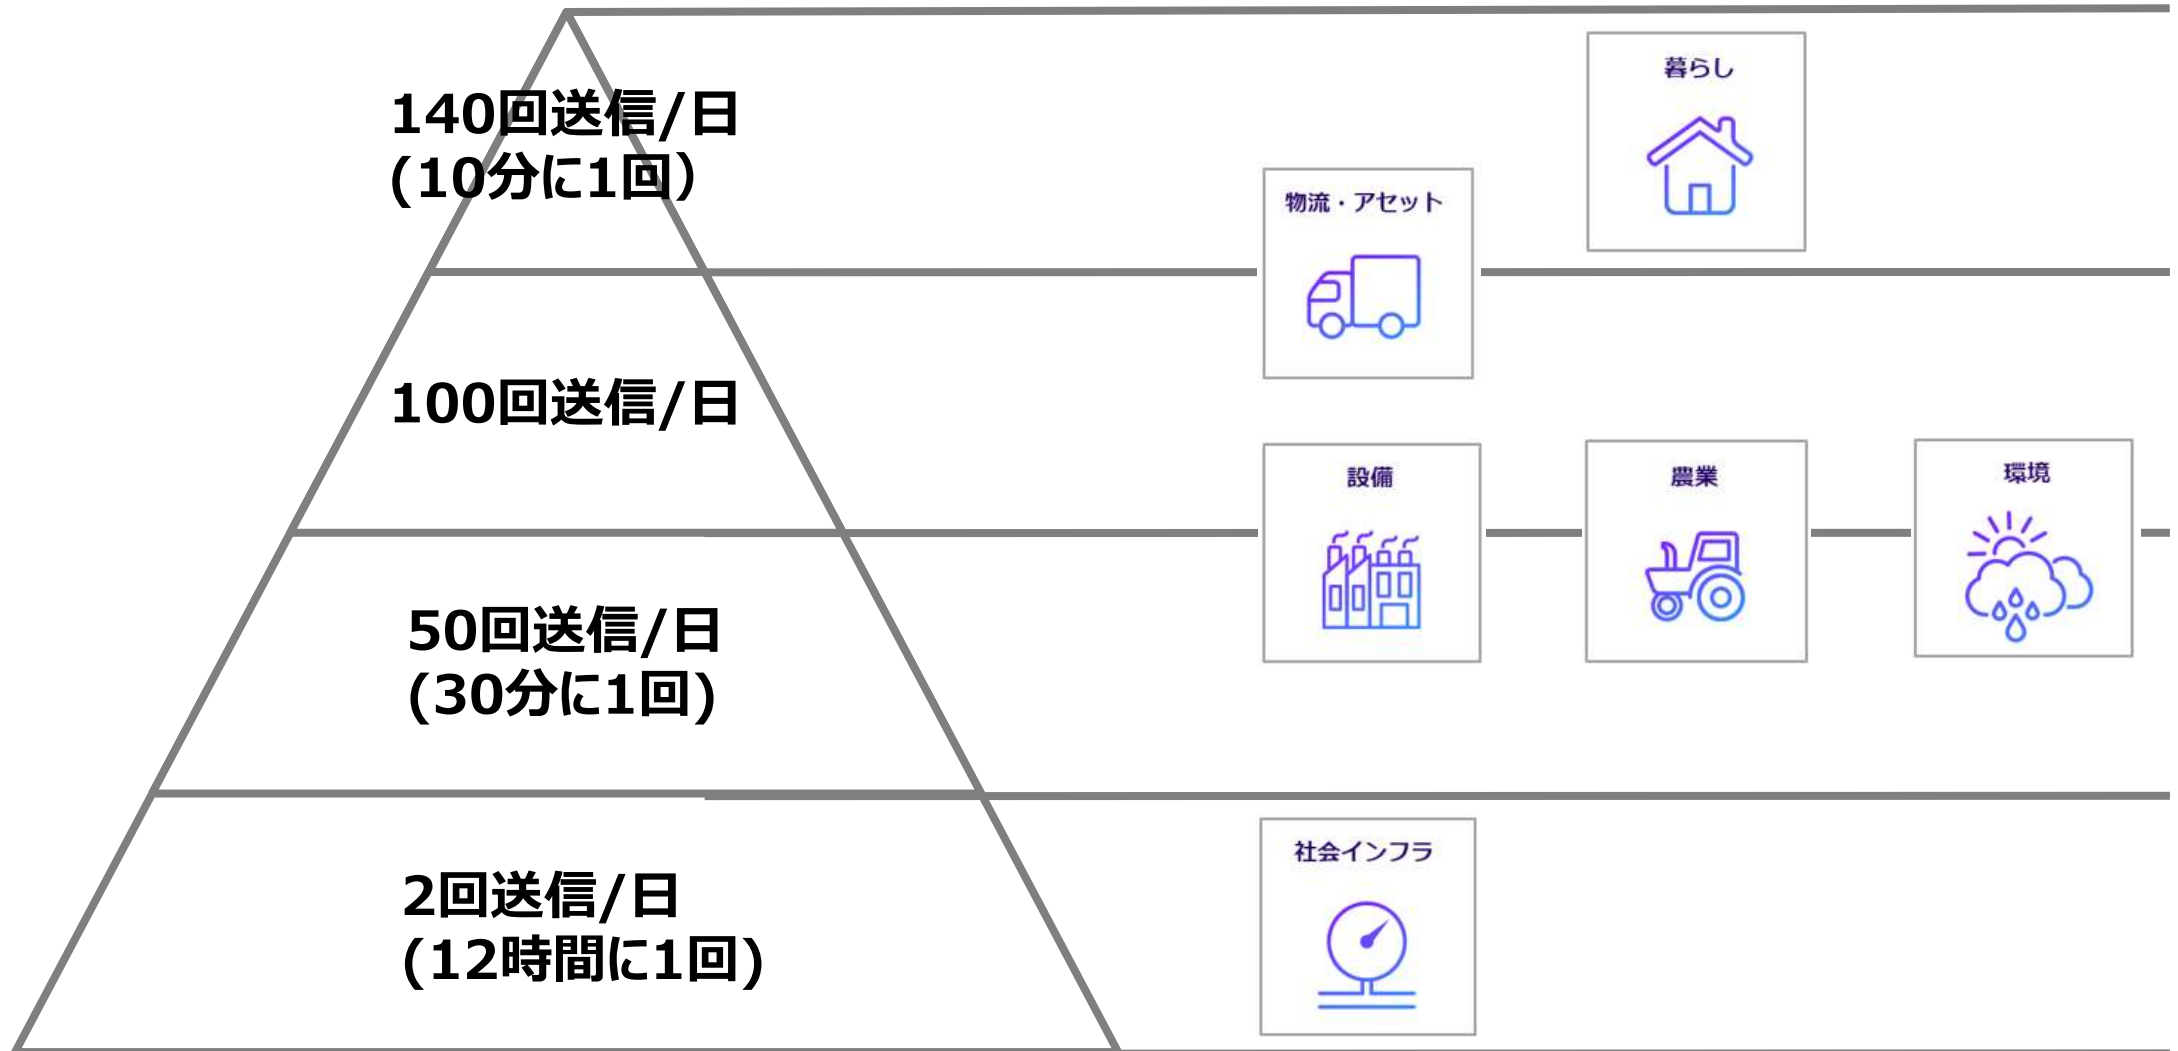 140回送信/日
(10分に1回）
暮らし
物流・アセット
100回送信/日
設備
農業
環境
50回送信/日
(30分に1回)
2回送信/日
(12時間に1回)
社会インフラ